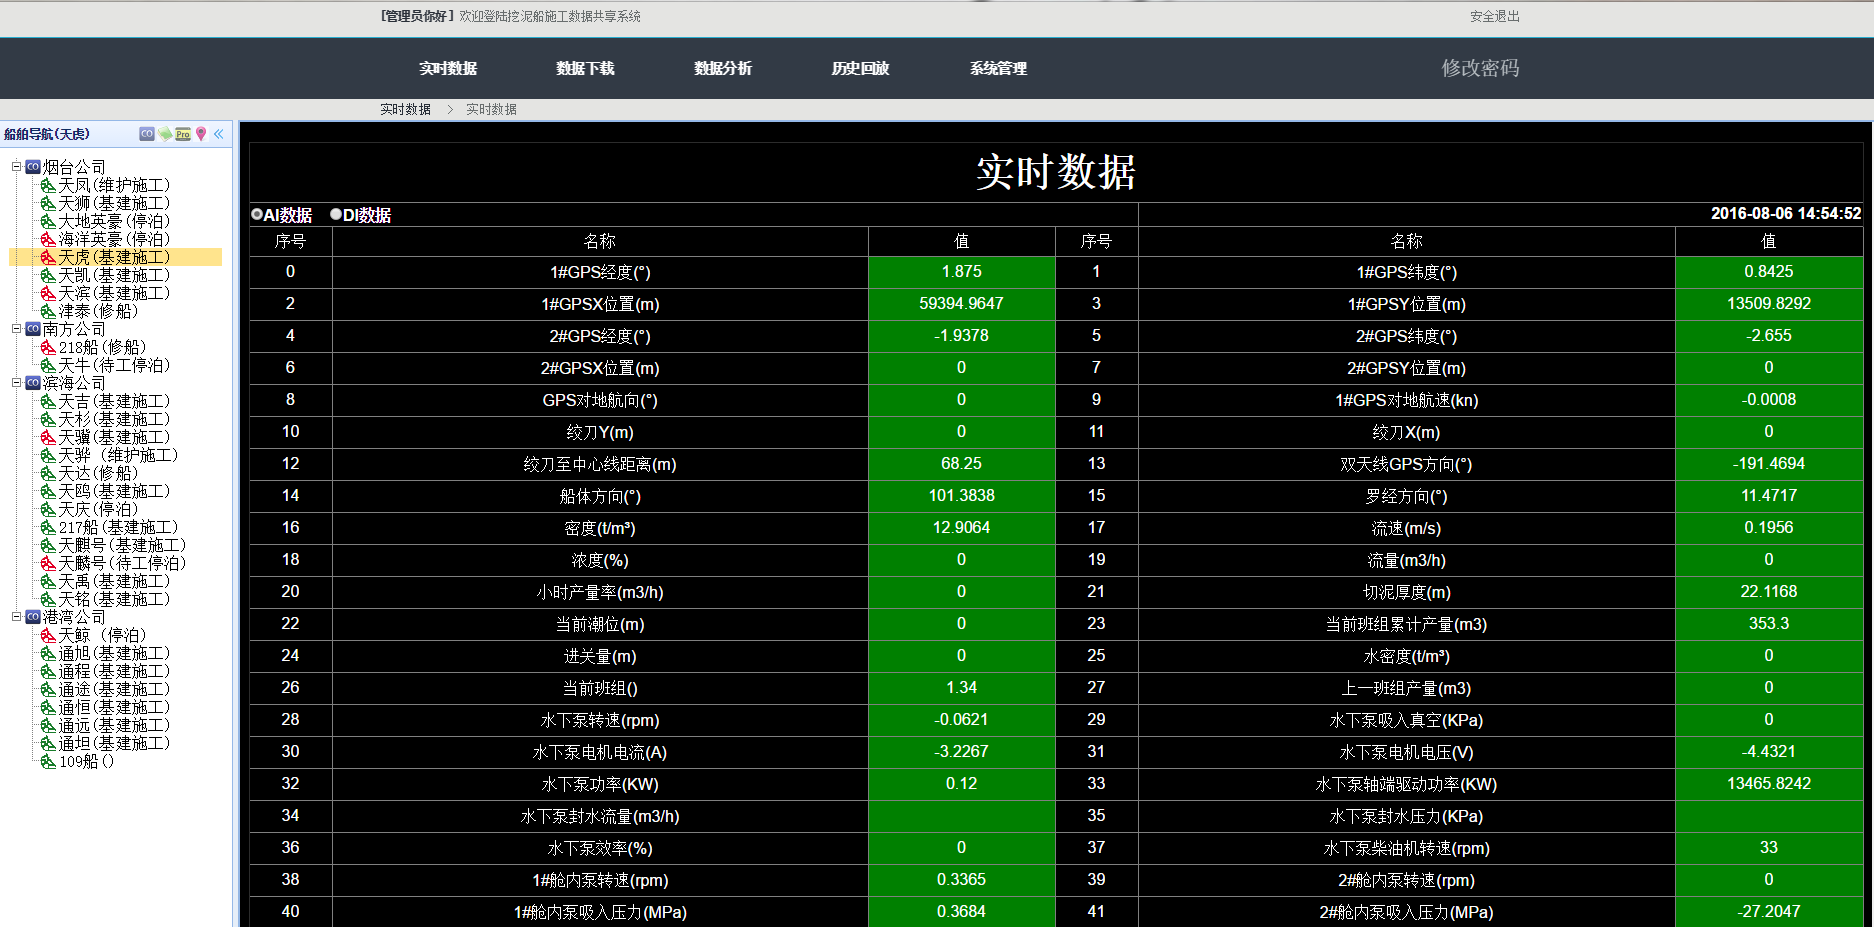 [管理员你好] 欢迎登陆挖泥船施工数据共享系统 安全退出
实时数据 数据下载 数据分析 历史回放 系统管理 修改密码
实时数据 > 实时数据
船舶导航(天虎) CO Pro «
CO 烟台公司
天凤(维护施工)
天狮(基建施工)
大地英豪(停泊)
海洋英豪(停泊)
天虎(基建施工)
天凯(基建施工)
天滨(基建施工)
津泰(修船)
CO 南方公司
218船(修船)
天牛(待工停泊)
CO 滨海公司
天吉(基建施工)
天杉(基建施工)
天骥(基建施工)
天骅 (维护施工)
天达(修船)
天鸥(基建施工)
天庆(停泊)
217船(基建施工)
天麒号(基建施工)
天麟号(待工停泊)
天禹(基建施工)
天铭(基建施工)
CO 港湾公司
天鲸 (停泊)
通旭(基建施工)
通程(基建施工)
通途(基建施工)
通恒(基建施工)
通远(基建施工)
通坦(基建施工)
109船()
实时数据
AI数据 DI数据 2016-08-06 14:54:52
序号 名称 值 序号 名称 值
0 1#GPS经度(°) 1.875 1 1#GPS纬度(°) 0.8425
2 1#GPSX位置(m) 59394.9647 3 1#GPSY位置(m) 13509.8292
4 2#GPS经度(°) -1.9378 5 2#GPS纬度(°) -2.655
6 2#GPSX位置(m) 0 7 2#GPSY位置(m) 0
8 GPS对地航向(°) 0 9 1#GPS对地航速(kn) -0.0008
10 绞刀Y(m) 0 11 绞刀X(m) 0
12 绞刀至中心线距离(m) 68.25 13 双天线GPS方向(°) -191.4694
14 船体方向(°) 101.3838 15 罗经方向(°) 11.4717
16 密度(t/m³) 12.9064 17 流速(m/s) 0.1956
18 浓度(%) 0 19 流量(m3/h) 0
20 小时产量率(m3/h) 0 21 切泥厚度(m) 22.1168
22 当前潮位(m) 0 23 当前班组累计产量(m3) 353.3
24 进关量(m) 0 25 水密度(t/m³) 0
26 当前班组() 1.34 27 上一班组产量(m3) 0
28 水下泵转速(rpm) -0.0621 29 水下泵吸入真空(KPa) 0
30 水下泵电机电流(A) -3.2267 31 水下泵电机电压(V) -4.4321
32 水下泵功率(KW) 0.12 33 水下泵轴端驱动功率(KW) 13465.8242
34 水下泵封水流量(m3/h) 35 水下泵封水压力(KPa)
36 水下泵效率(%) 0 37 水下泵柴油机转速(rpm) 33
38 1#舱内泵转速(rpm) 0.3365 39 2#舱内泵转速(rpm) 0
40 1#舱内泵吸入压力(MPa) 0.3684 41 2#舱内泵吸入压力(MPa) -27.2047